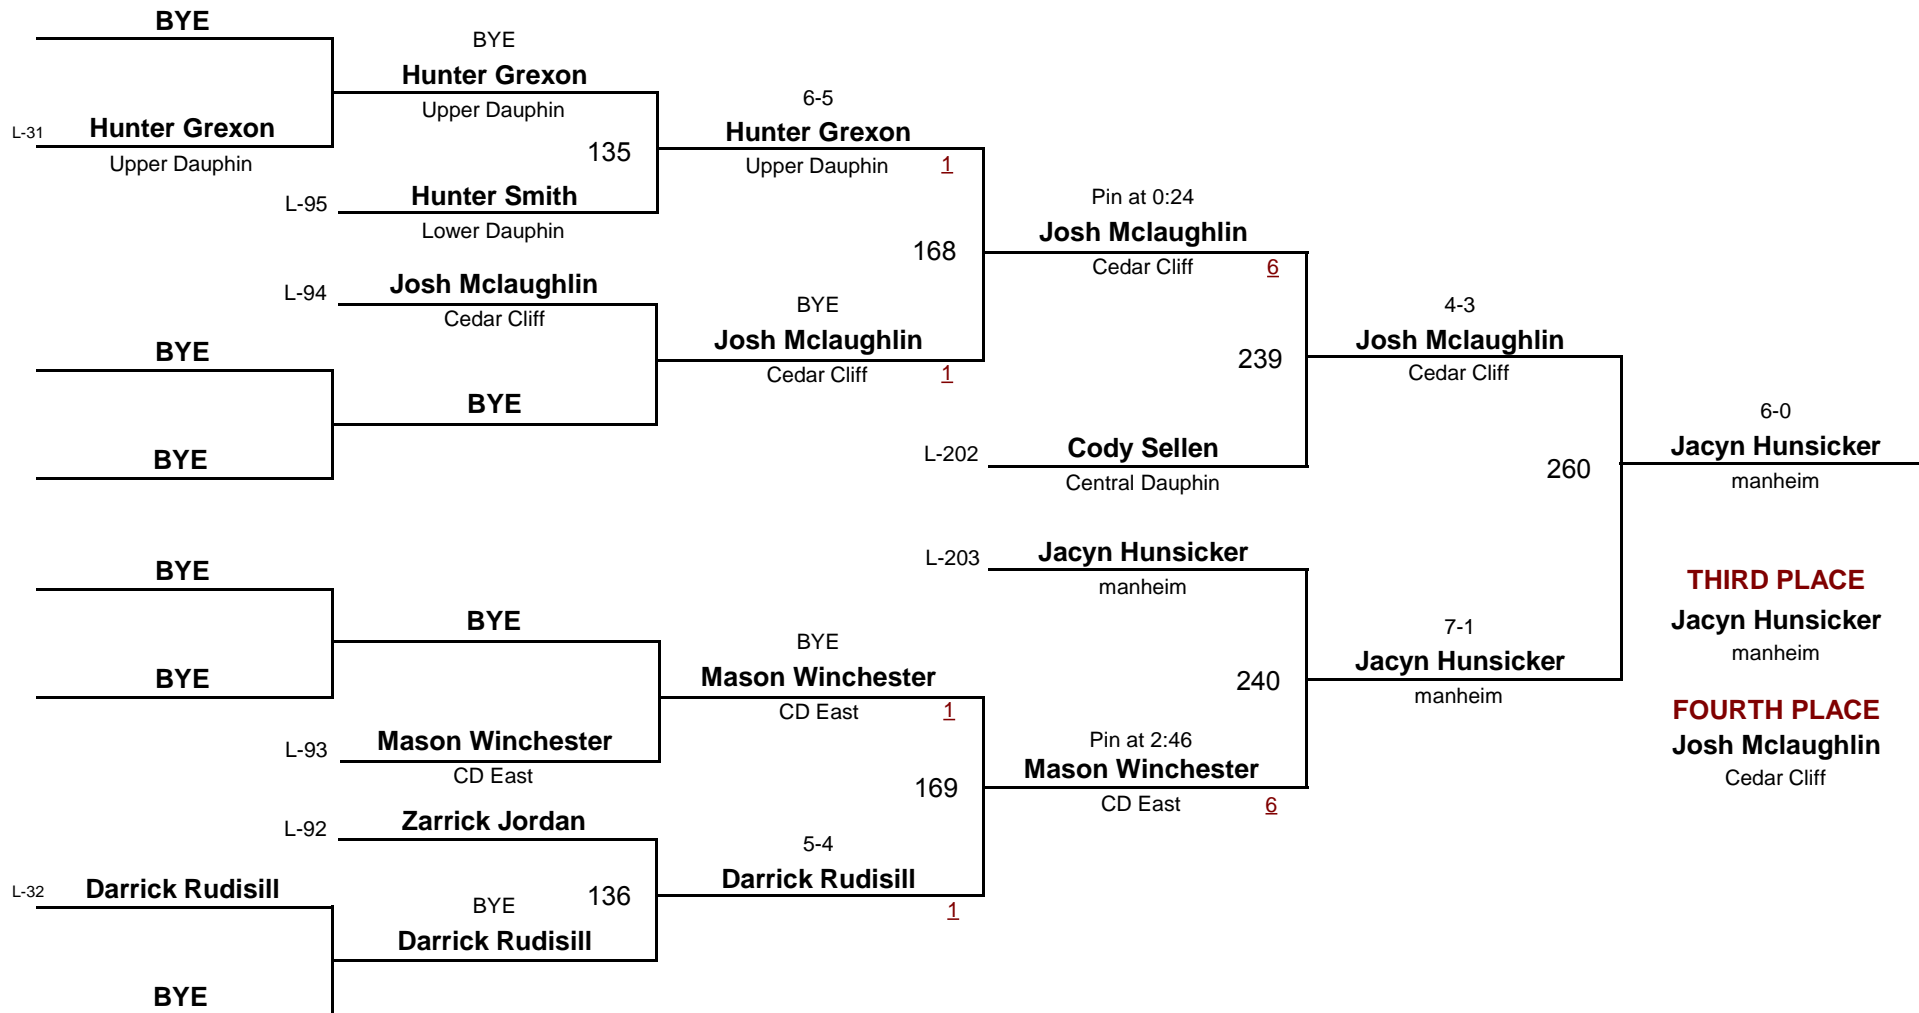 BYE
BYE
Hunter Grexon
Upper Dauphin
L-31 Hunter Grexon
Upper Dauphin
135
6-5
Hunter Grexon
Upper Dauphin 1
L-95 Hunter Smith
Lower Dauphin
168
Pin at 0:24
Josh Mclaughlin
Cedar Cliff 6
L-94 Josh Mclaughlin
Cedar Cliff
BYE
Josh Mclaughlin
Cedar Cliff 1
BYE
BYE
BYE
239
4-3
Josh Mclaughlin
Cedar Cliff
L-202 Cody Sellen
Central Dauphin
260
6-0
Jacyn Hunsicker
manheim
L-203 Jacyn Hunsicker
manheim
BYE
BYE
BYE
BYE
Mason Winchester
CD East 1
240
7-1
Jacyn Hunsicker
manheim
THIRD PLACE
Jacyn Hunsicker
manheim
FOURTH PLACE
Josh Mclaughlin
Cedar Cliff
L-93 Mason Winchester
CD East
169
Pin at 2:46
Mason Winchester
CD East 6
L-92 Zarrick Jordan
5-4
Darrick Rudisill
1
L-32 Darrick Rudisill
136
BYE
Darrick Rudisill
BYE